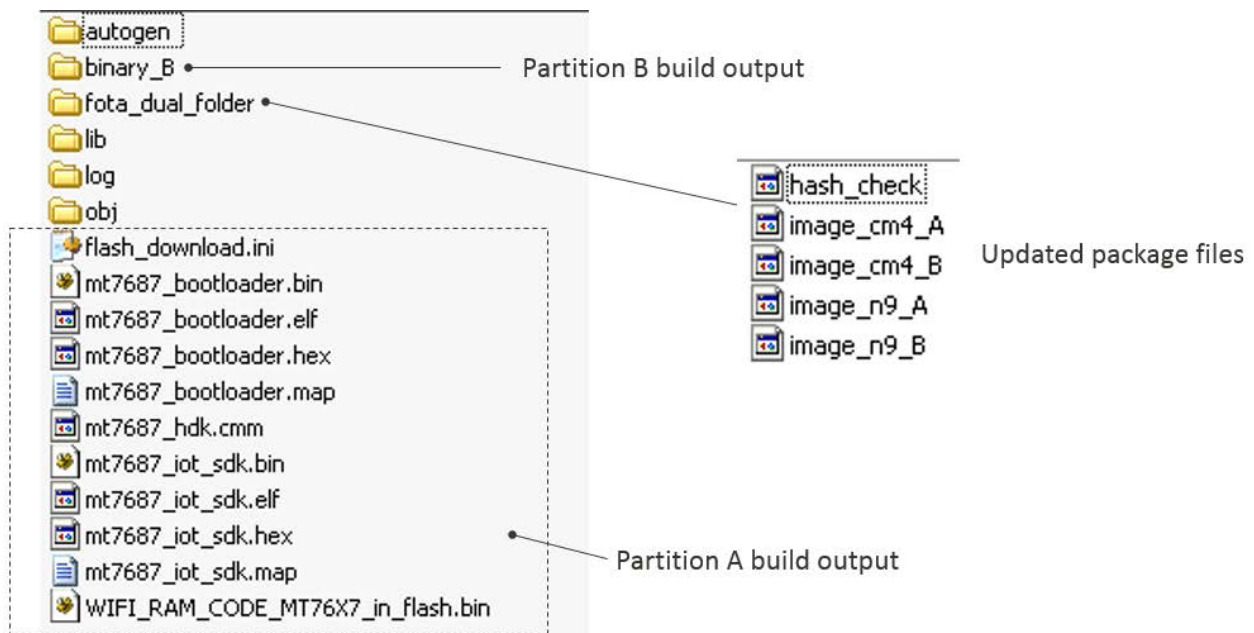 autogen
binary_B
Partition B build output
fota_dual_folder
lib
log
obj
flash_download.ini
mt7687_bootloader.bin
mt7687_bootloader.elf
mt7687_bootloader.hex
mt7687_bootloader.map
mt7687_hdk.cmm
mt7687_iot_sdk.bin
mt7687_iot_sdk.elf
mt7687_iot_sdk.hex
mt7687_iot_sdk.map
WIFI_RAM_CODE_MT76X7_in_flash.bin
Partition A build output
hash_check
image_cm4_A
image_cm4_B
image_n9_A
image_n9_B
Updated package files